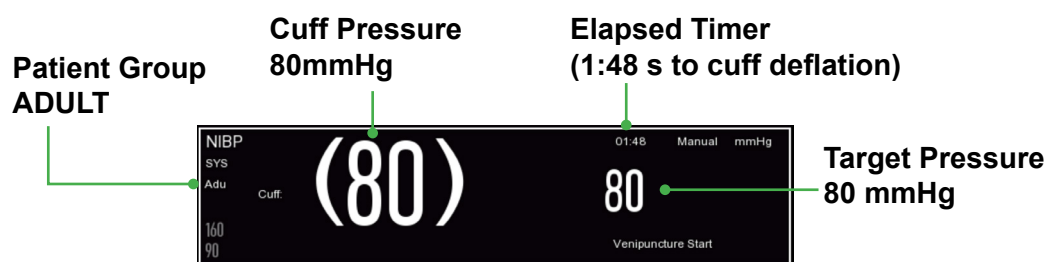 Cuff Pressure
80mmHg
Elapsed Timer
(1:48 s to cuff deflation)
Patient Group
ADULT
NIBP
SYS
Adu
Cuff:
(80)
01:48 Manual mmHg
80
160
90
Venipuncture Start
Target Pressure
80 mmHg